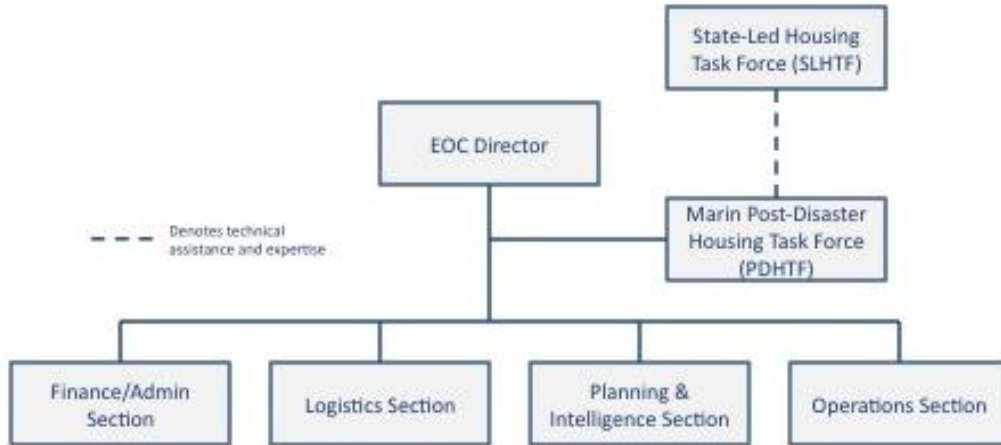 State-Led Housing
Task Force (SLHTF)
EOC Director
Marin Post-Disaster
Housing Task Force
(PDHTF)
Denotes technical
assistance and expertise
Finance/Admin
Section
Logistics Section
Planning &
Intelligence Section
Operations Section